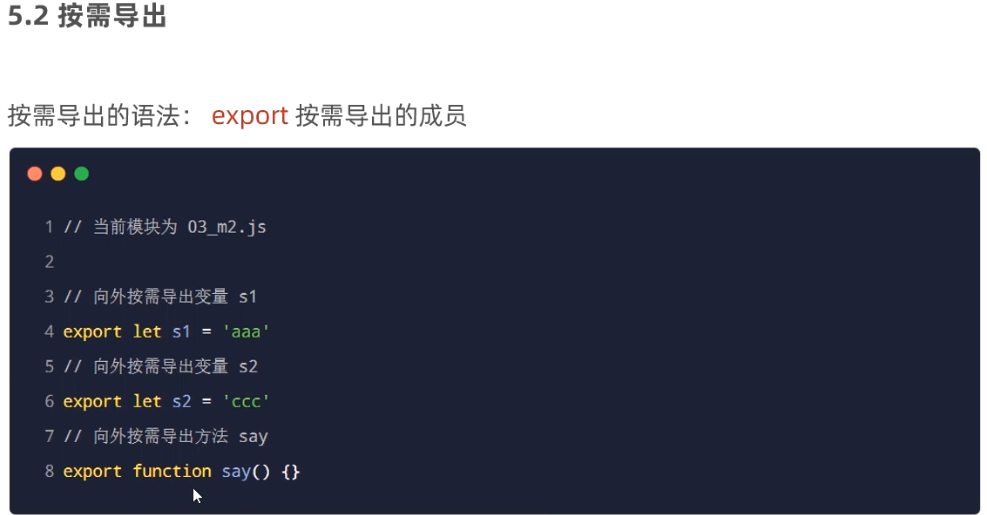 5.2 按需导出
按需导出的语法： export 按需导出的成员
1 // 当前模块为 03_m2.js
2
3 // 向外按需导出变量 s1
4 export let s1 = 'aaa'
5 // 向外按需导出变量 s2
6 export let s2 = 'ccc'
7 // 向外按需导出方法 say
8 export function say() {}